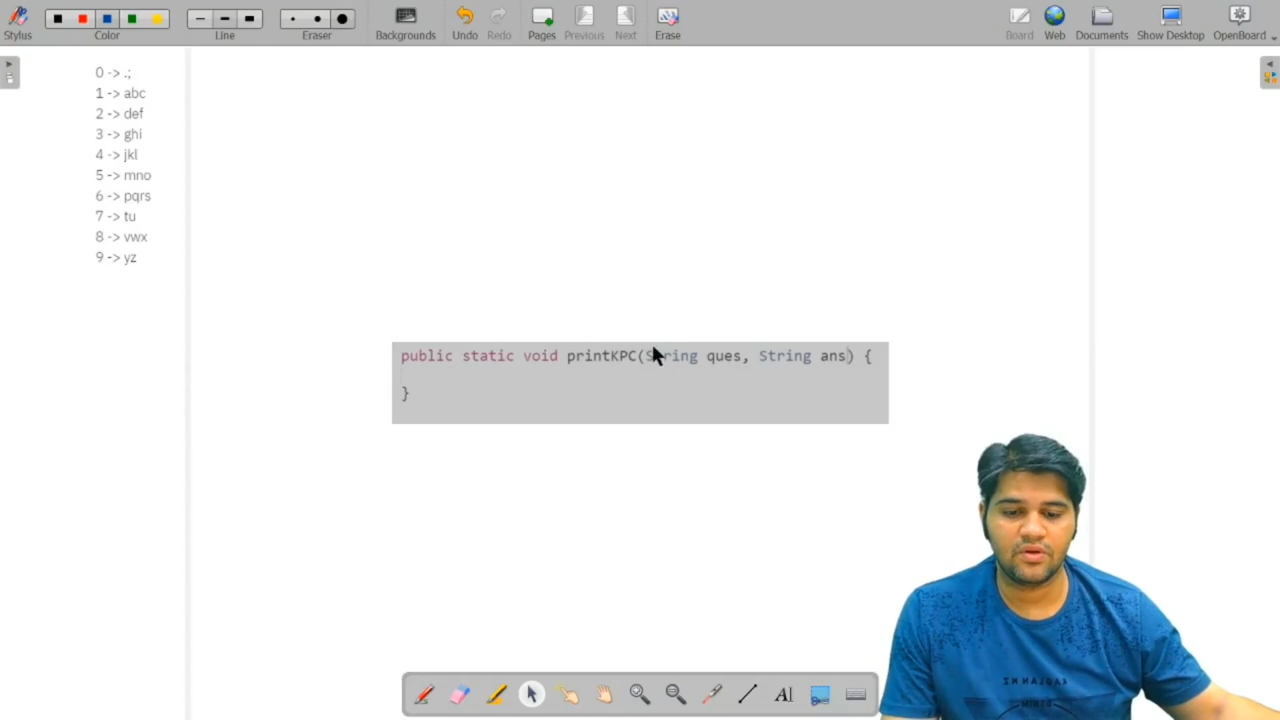 Stylus
Color
Line
Eraser
Backgrounds
Undo
Redo
Pages
Previous
Next
Erase
Board
Web
Documents
Show Desktop
OpenBoard
0 -> .;
1 -> abc
2 -> def
3 -> ghi
4 -> jkl
5 -> mno
6 -> pqrs
7 -> tu
8 -> vwx
9 -> yz
public static void printKPC(String ques, String ans) {
}
AI